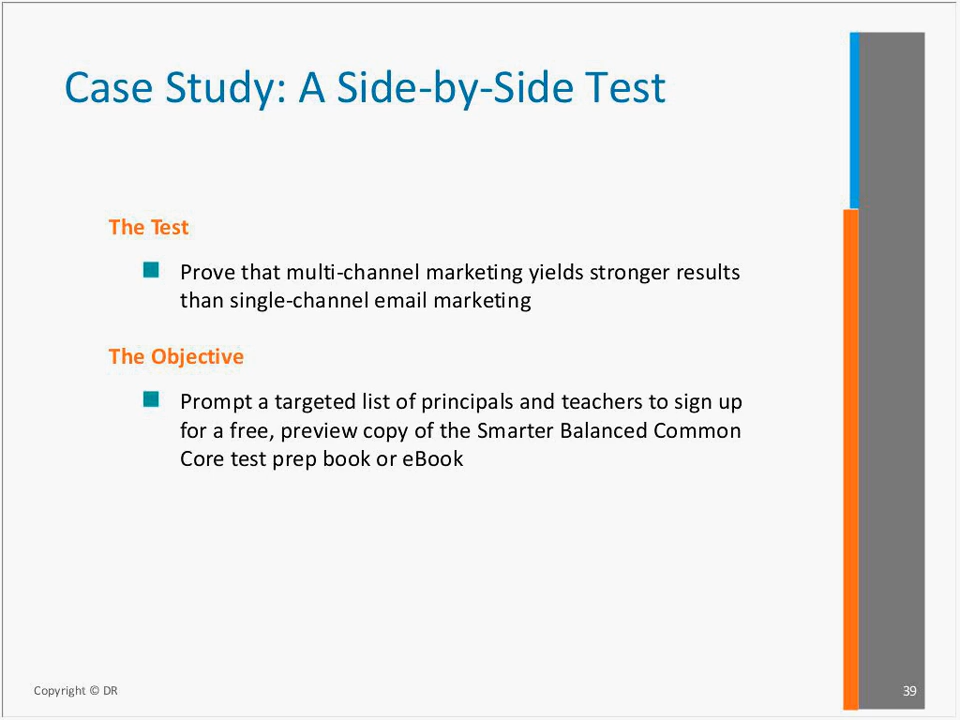 Case Study: A Side-by-Side Test
The Test
Prove that multi-channel marketing yields stronger results
than single-channel email marketing
The Objective
Prompt a targeted list of principals and teachers to sign up
for a free, preview copy of the Smarter Balanced Common
Core test prep book or eBook
Copyright © DR
39